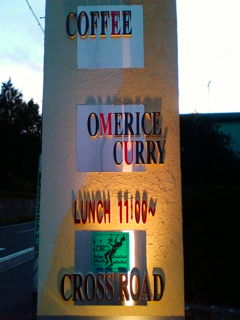 COFFEE
OMERICE
CURRY
LUNCH 11:00~
CROSS ROAD